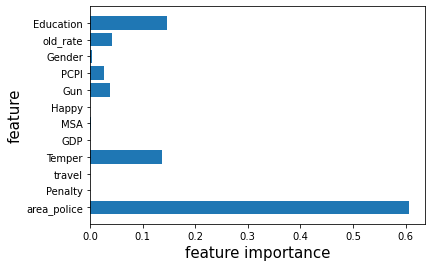 Education
old_rate
Gender
PCPI
Gun
Happy
MSA
GDP
Temper
travel
Penalty
area_police
feature
0.0 0.1 0.2 0.3 0.4 0.5 0.6
feature importance